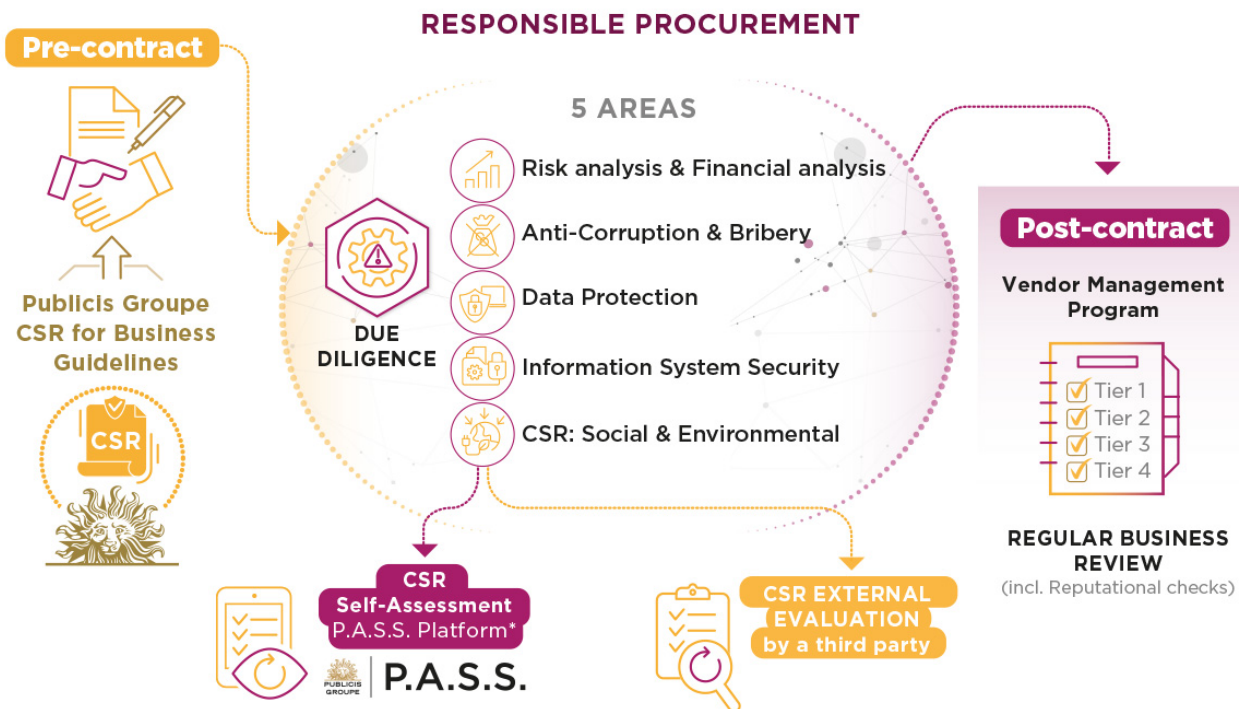 RESPONSIBLE PROCUREMENT
Pre-contract
Publicis Groupe
CSR for Business
Guidelines
CSR
5 AREAS
DUE
DILIGENCE
Risk analysis & Financial analysis
Anti-Corruption & Bribery
Data Protection
Information System Security
CSR: Social & Environmental
CSR
Self-Assessment
P.A.S.S. Platform*
PUBLICIS
GROUPE
P.A.S.S.
CSR EXTERNAL
EVALUATION
by a third party
Post-contract
Vendor Management
Program
Tier 1
Tier 2
Tier 3
Tier 4
REGULAR BUSINESS
REVIEW
(incl. Reputational checks)